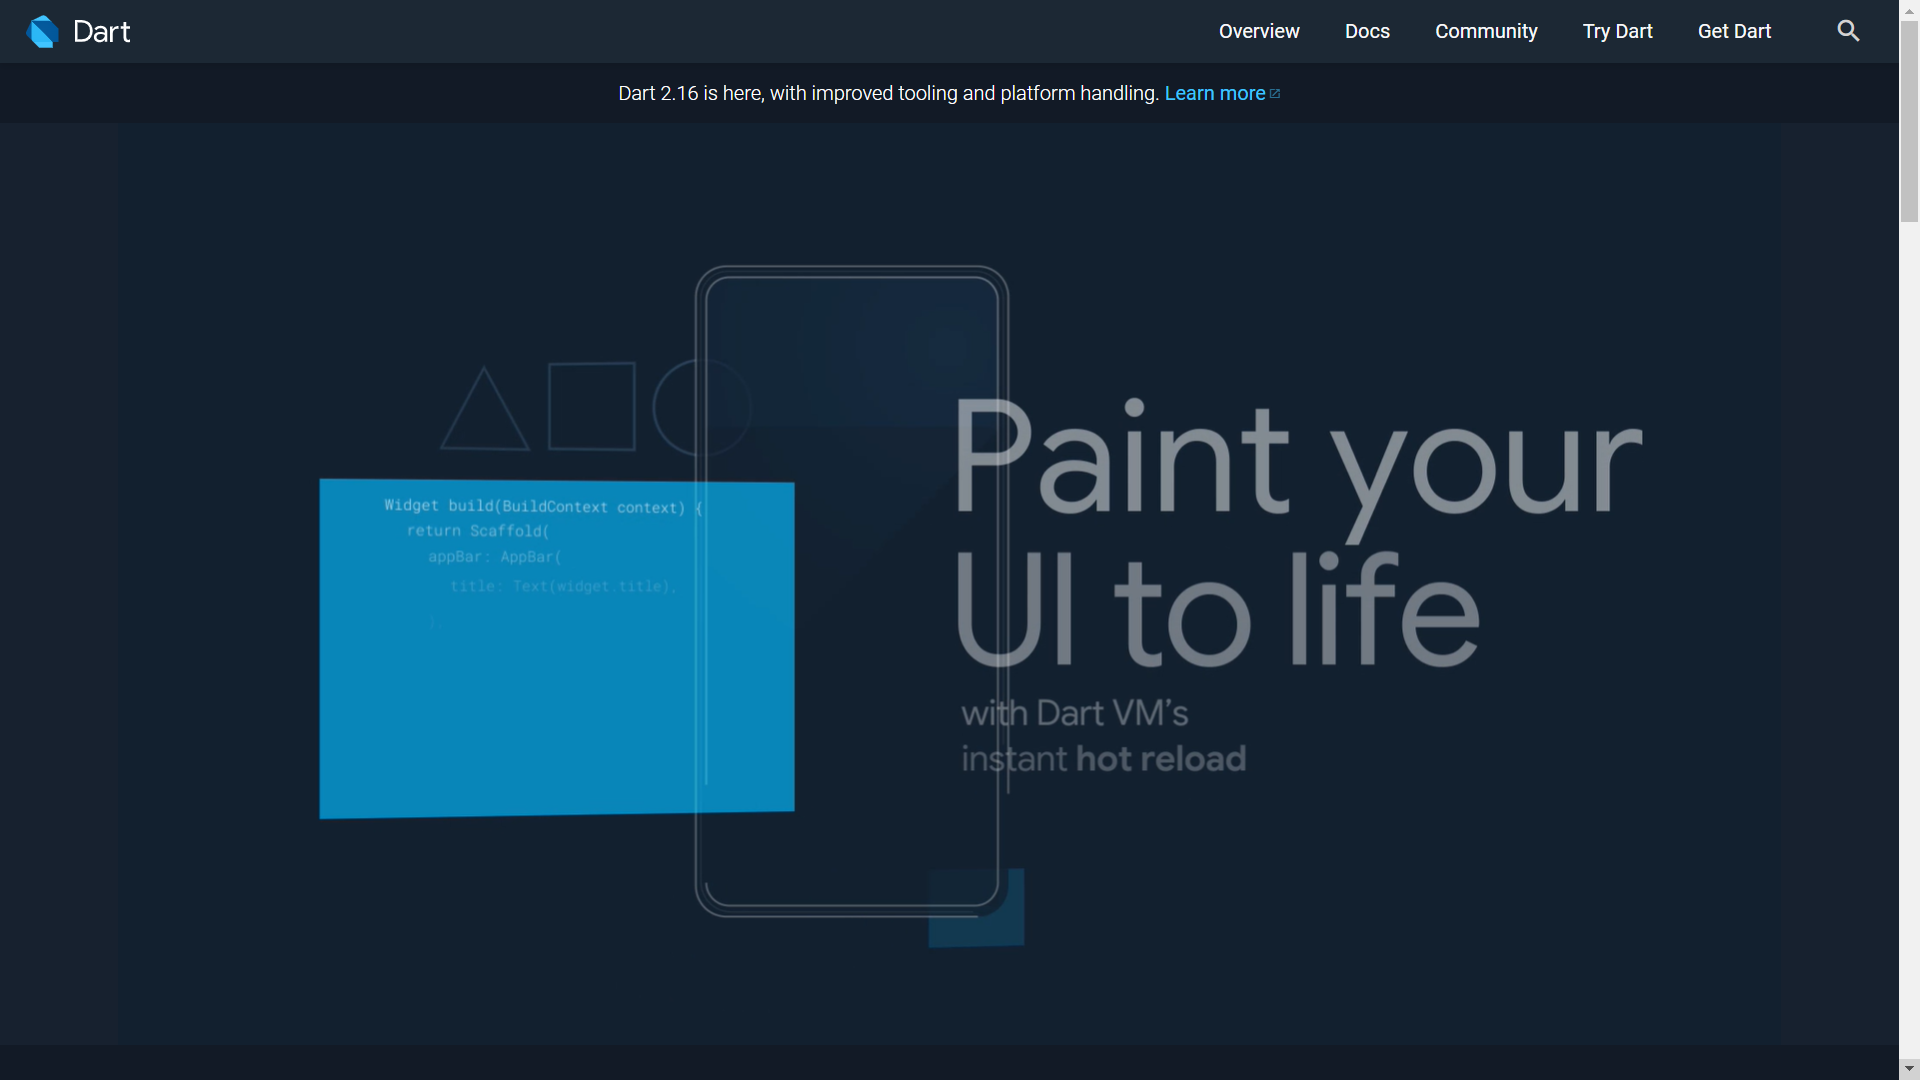 Dart
Overview
Docs
Community
Try Dart
Get Dart
Dart 2.16 is here, with improved tooling and platform handling. Learn more
Widget build(BuildContext context) {
return Scaffold(
appBar: AppBar(
title: Text(widget.title),
),
Paint your
UI to life
with Dart VM’s
instant hot reload